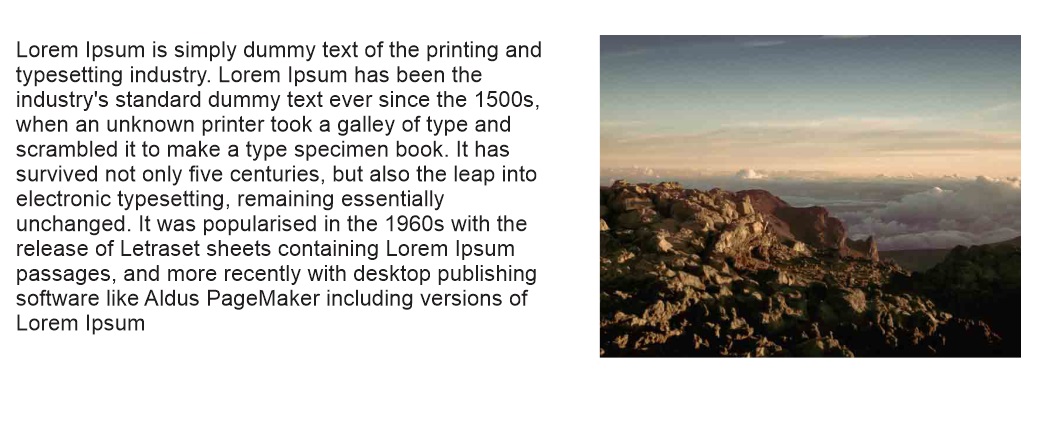 Lorem Ipsum is simply dummy text of the printing and
typesetting industry. Lorem Ipsum has been the
industry's standard dummy text ever since the 1500s,
when an unknown printer took a galley of type and
scrambled it to make a type specimen book. It has
survived not only five centuries, but also the leap into
electronic typesetting, remaining essentially
unchanged. It was popularised in the 1960s with the
release of Letraset sheets containing Lorem Ipsum
passages, and more recently with desktop publishing
software like Aldus PageMaker including versions of
Lorem Ipsum